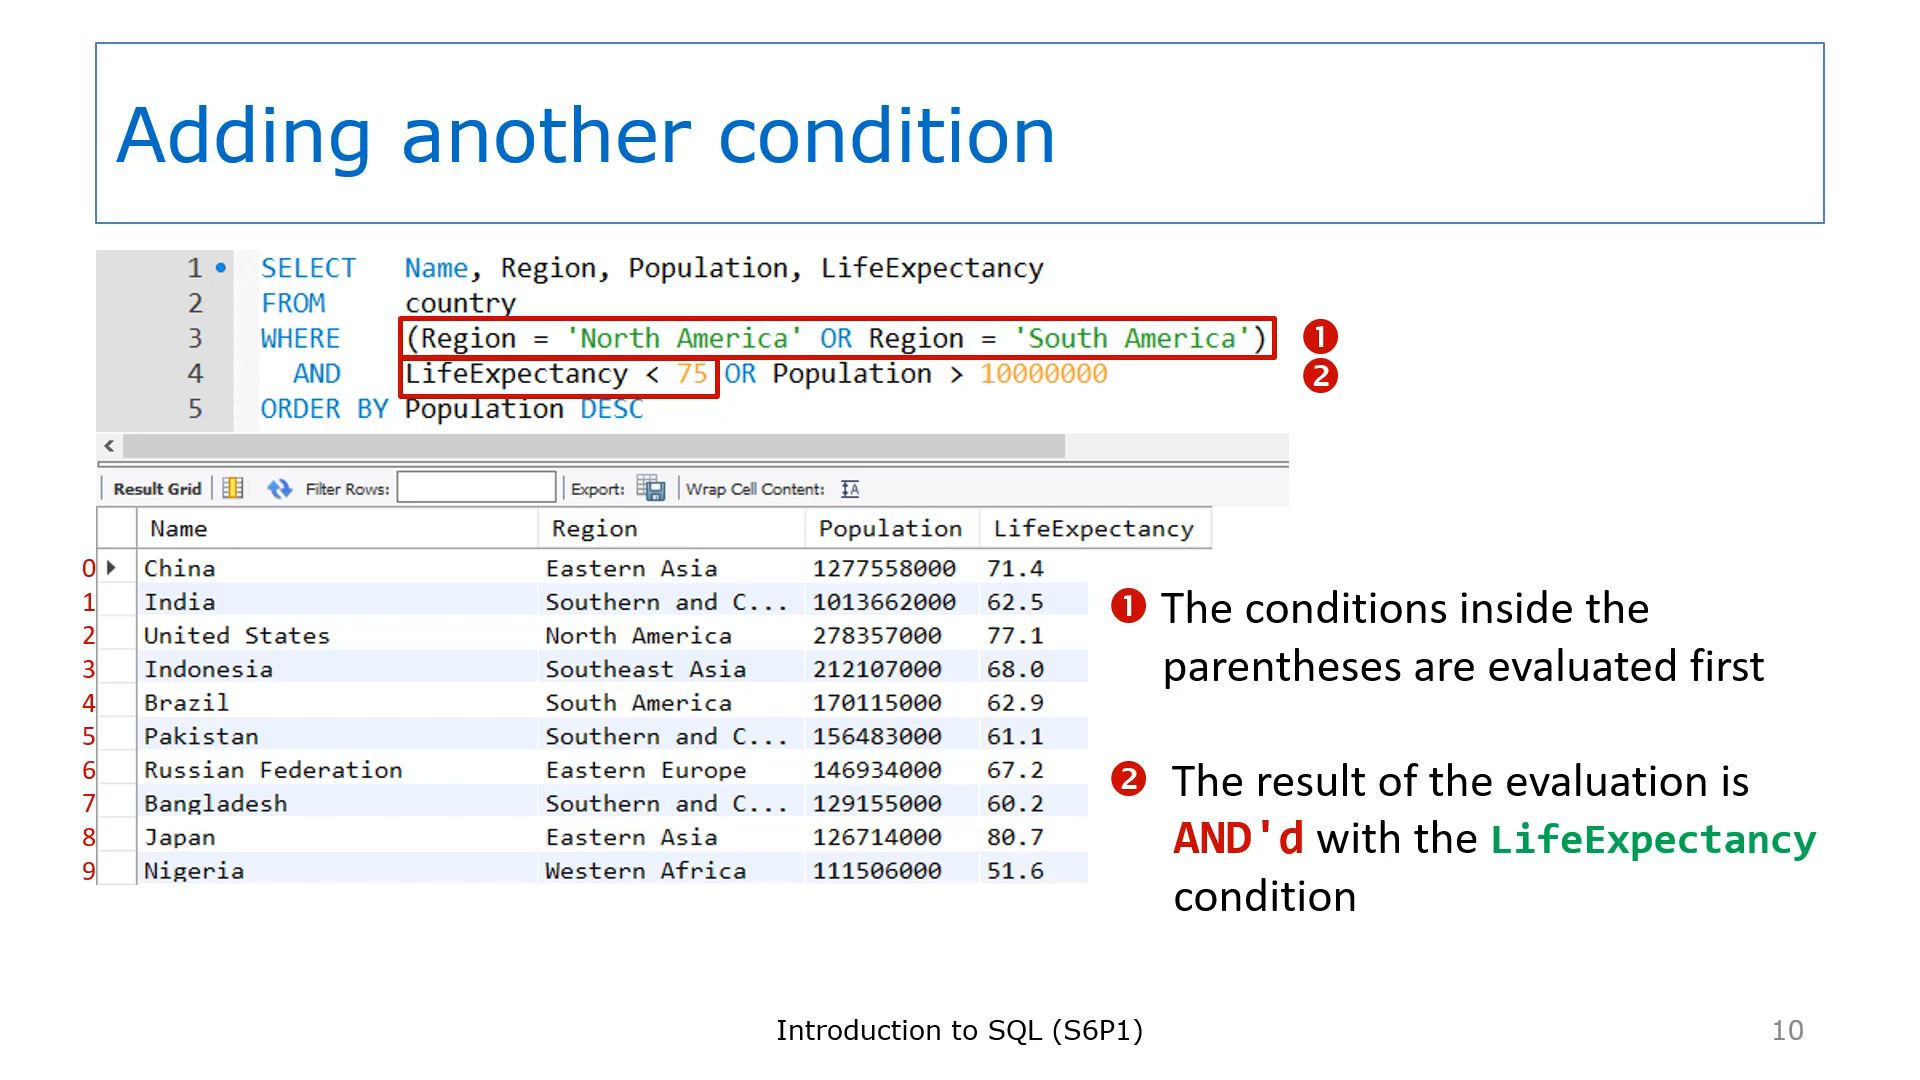 Adding another condition
1 SELECT Name, Region, Population, LifeExpectancy
2 FROM country
3 WHERE (Region = 'North America' OR Region = 'South America') ❶
4 AND LifeExpectancy < 75 OR Population > 10000000 ❷
5 ORDER BY Population DESC
Result Grid Filter Rows: Export: Wrap Cell Content:
Name Region Population LifeExpectancy
0 China Eastern Asia 1277558000 71.4
1 India Southern and C... 1013662000 62.5
2 United States North America 278357000 77.1
3 Indonesia Southeast Asia 212107000 68.0
4 Brazil South America 170115000 62.9
5 Pakistan Southern and C... 156483000 61.1
6 Russian Federation Eastern Europe 146934000 67.2
7 Bangladesh Southern and C... 129155000 60.2
8 Japan Eastern Asia 126714000 80.7
9 Nigeria Western Africa 111506000 51.6
❶ The conditions inside the
parentheses are evaluated first
❷ The result of the evaluation is
AND'd with the LifeExpectancy
condition
Introduction to SQL (S6P1)
10